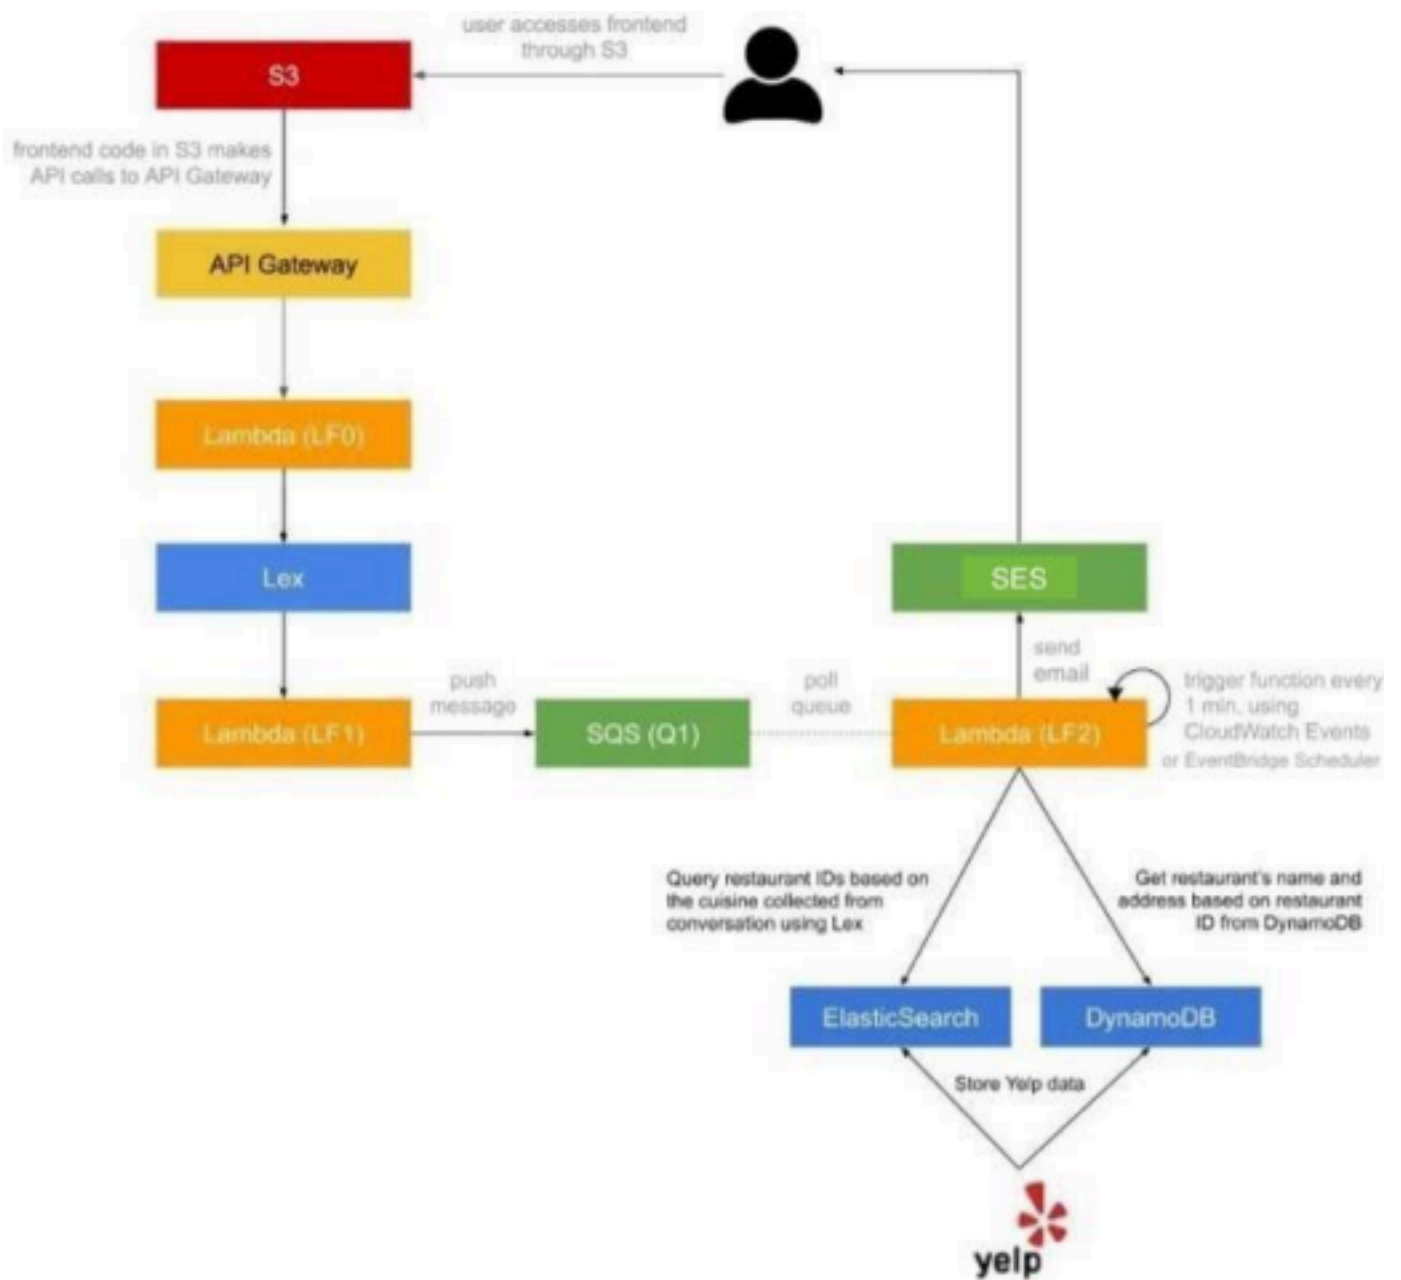 user accesses frontend
through S3
S3
frontend code in S3 makes
API calls to API Gateway
API Gateway
Lambda (LF0)
Lex
SES
send
email
push
message
poll
queue
trigger function every
1 min, using
CloudWatch Events
or EventBridge Scheduler
Lambda (LF1)
SQS (Q1)
Lambda (LF2)
Query restaurant IDs based on
the cuisine collected from
conversation using Lex
Get restaurant's name and
address based on restaurant
ID from DynamoDB
ElasticSearch
DynamoDB
Store Yelp data
yelp